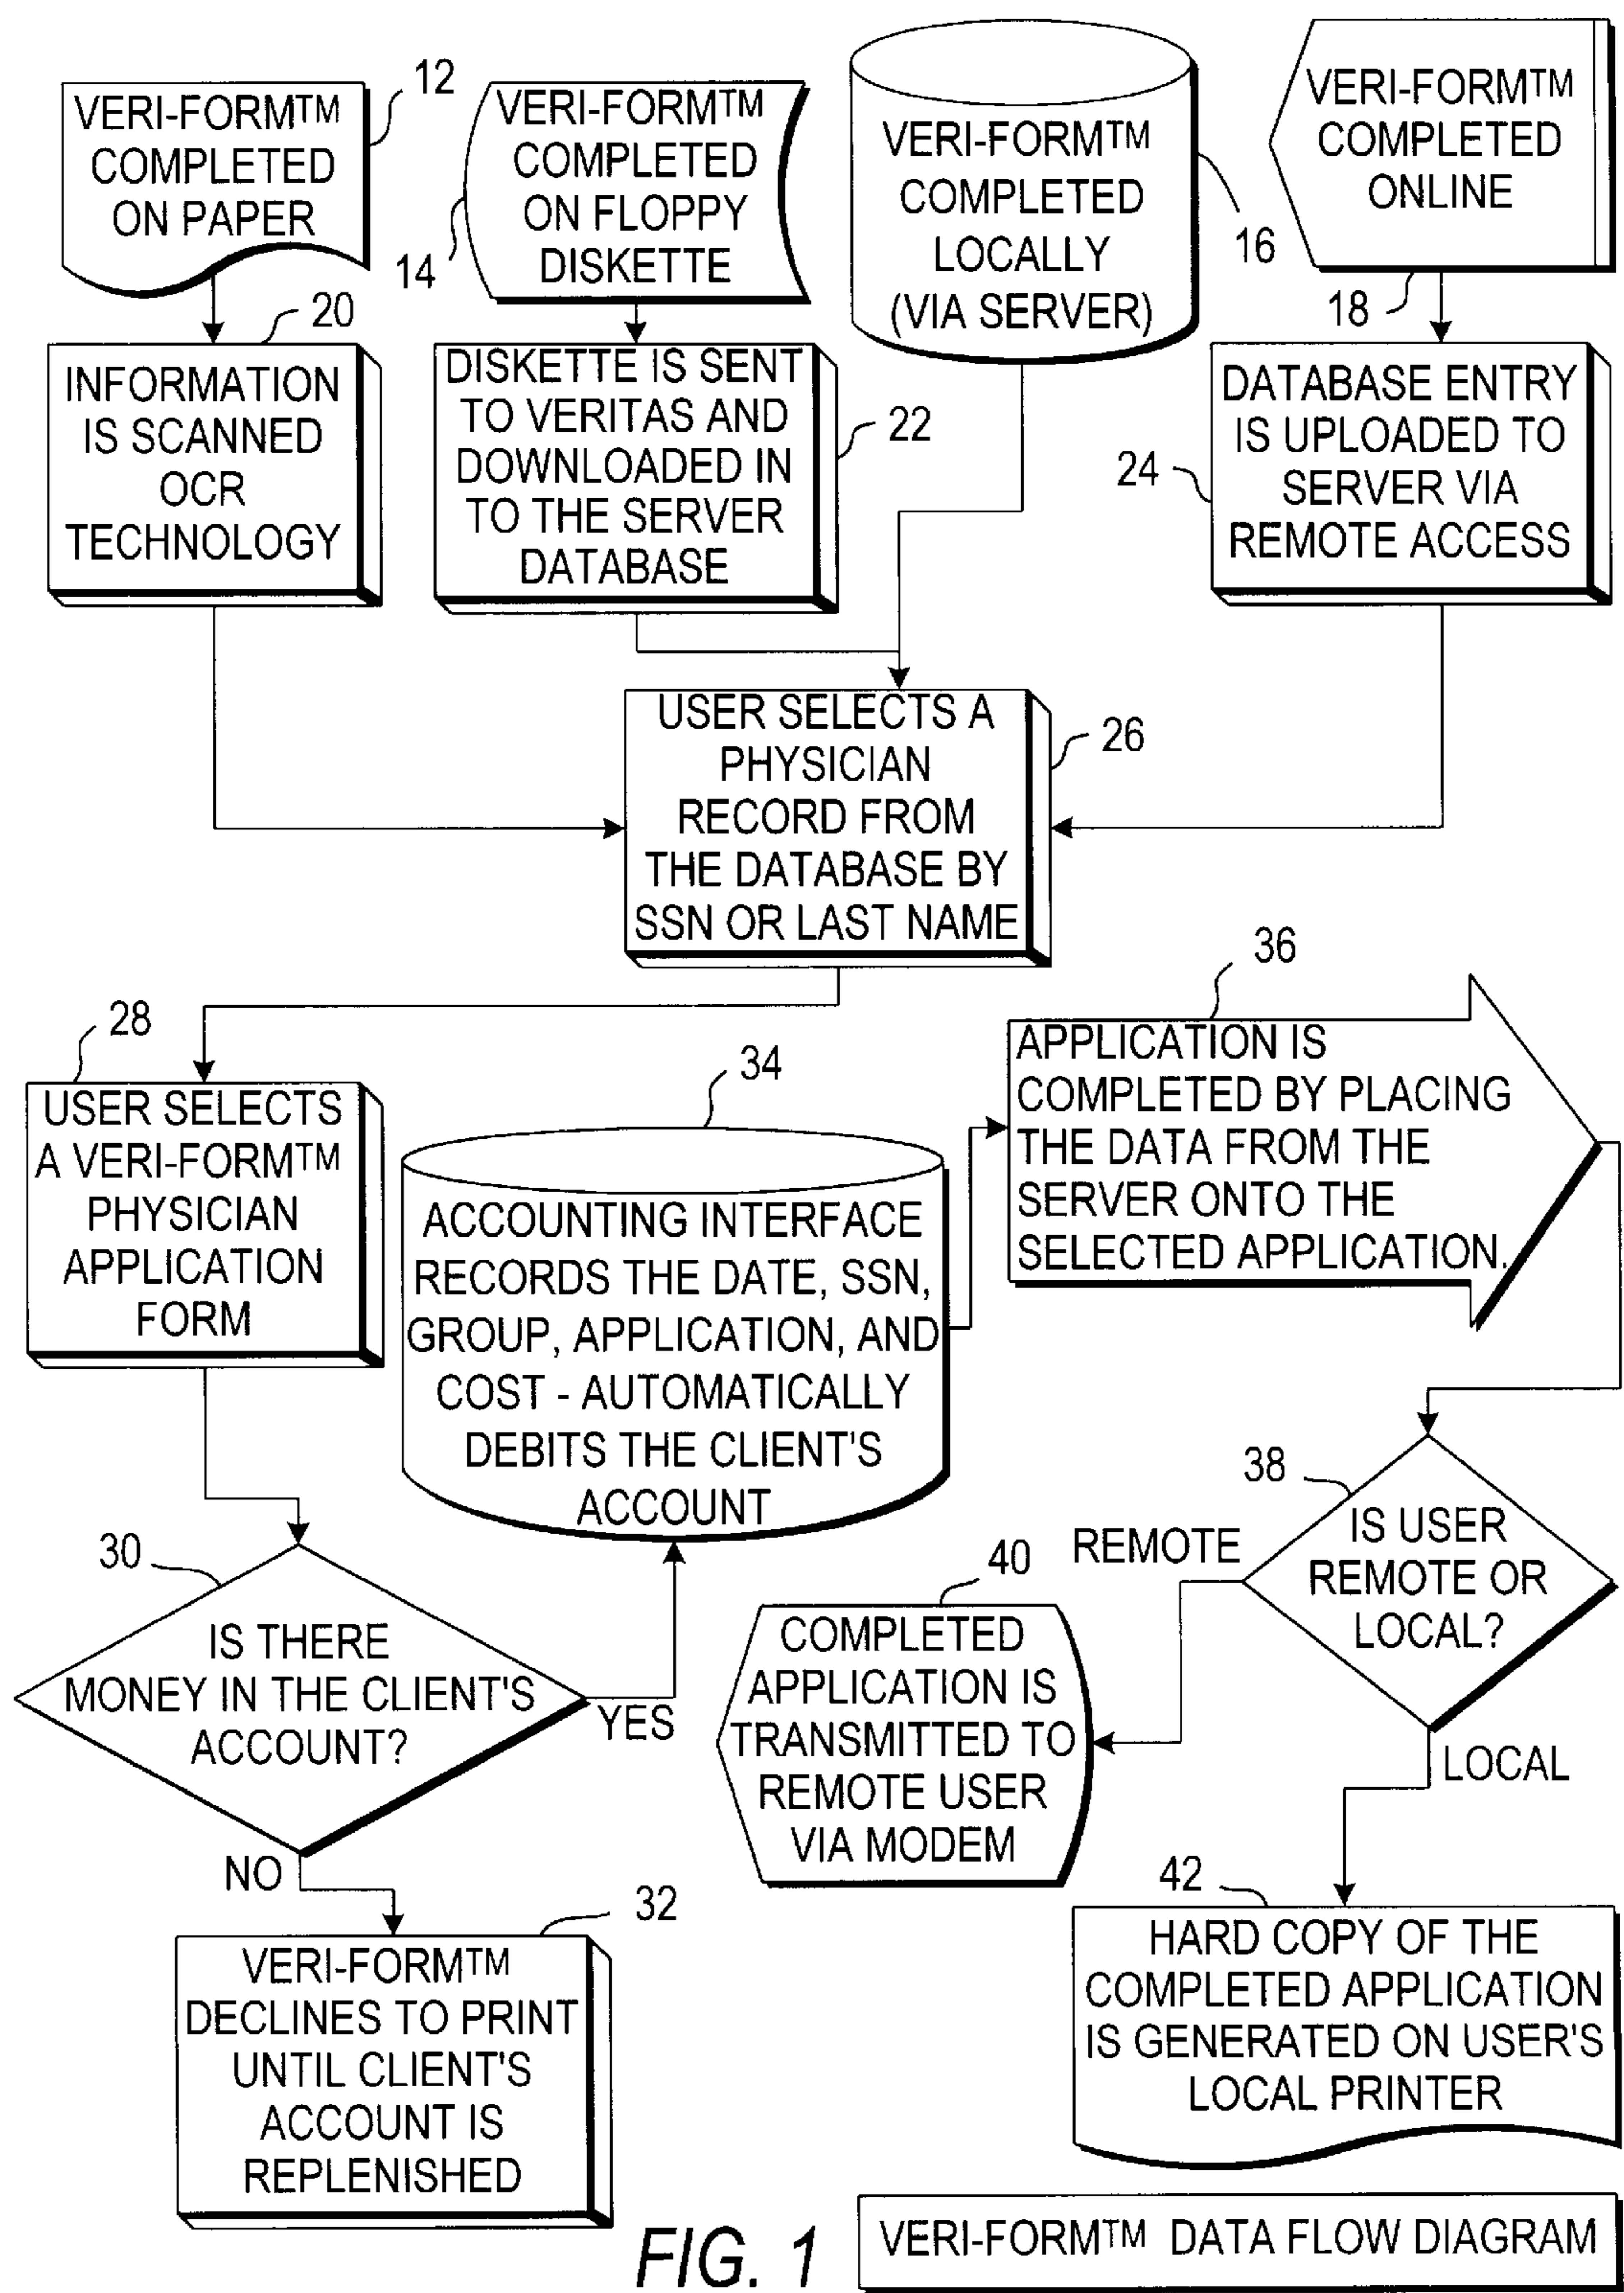 12
VERI-FORM™
COMPLETED
ON PAPER
VERI-FORM™
COMPLETED
ON FLOPPY
DISKETTE
14
VERI-FORM™
COMPLETED
LOCALLY
(VIA SERVER)
16
VERI-FORM™
COMPLETED
ONLINE
18
20
INFORMATION
IS SCANNED
OCR
TECHNOLOGY
DISKETTE IS SENT
TO VERITAS AND
DOWNLOADED IN
TO THE SERVER
DATABASE
22
DATABASE ENTRY
IS UPLOADED TO
SERVER VIA
REMOTE ACCESS
24
USER SELECTS A
PHYSICIAN
RECORD FROM
THE DATABASE BY
SSN OR LAST NAME
26
28
USER SELECTS
A VERI-FORM™
PHYSICIAN
APPLICATION
FORM
34
ACCOUNTING INTERFACE
RECORDS THE DATE, SSN,
GROUP, APPLICATION, AND
COST - AUTOMATICALLY
DEBITS THE CLIENT'S
ACCOUNT
36
APPLICATION IS
COMPLETED BY PLACING
THE DATA FROM THE
SERVER ONTO THE
SELECTED APPLICATION.
30
IS THERE
MONEY IN THE CLIENT'S
ACCOUNT?
YES
NO
38
IS USER
REMOTE OR
LOCAL?
REMOTE
LOCAL
40
COMPLETED
APPLICATION IS
TRANSMITTED TO
REMOTE USER
VIA MODEM
32
VERI-FORM™
DECLINES TO PRINT
UNTIL CLIENT'S
ACCOUNT IS
REPLENISHED
42
HARD COPY OF THE
COMPLETED APPLICATION
IS GENERATED ON USER'S
LOCAL PRINTER
FIG. 1
VERI-FORM™ DATA FLOW DIAGRAM